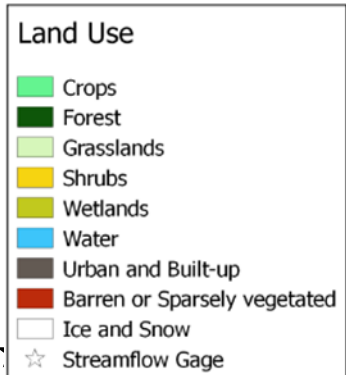 Land Use
Crops
Forest
Grasslands
Shrubs
Wetlands
Water
Urban and Built-up
Barren or Sparsely vegetated
Ice and Snow
Streamflow Gage